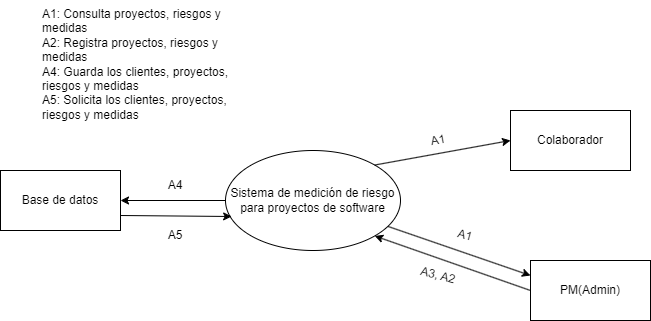 A1: Consulta proyectos, riesgos y
medidas
A2: Registra proyectos, riesgos y
medidas
A4: Guarda los clientes, proyectos,
riesgos y medidas
A5: Solicita los clientes, proyectos,
riesgos y medidas
A1
Colaborador
Base de datos
A4
A5
Sistema de medición de riesgo
para proyectos de software
A1
A3, A2
PM(Admin)